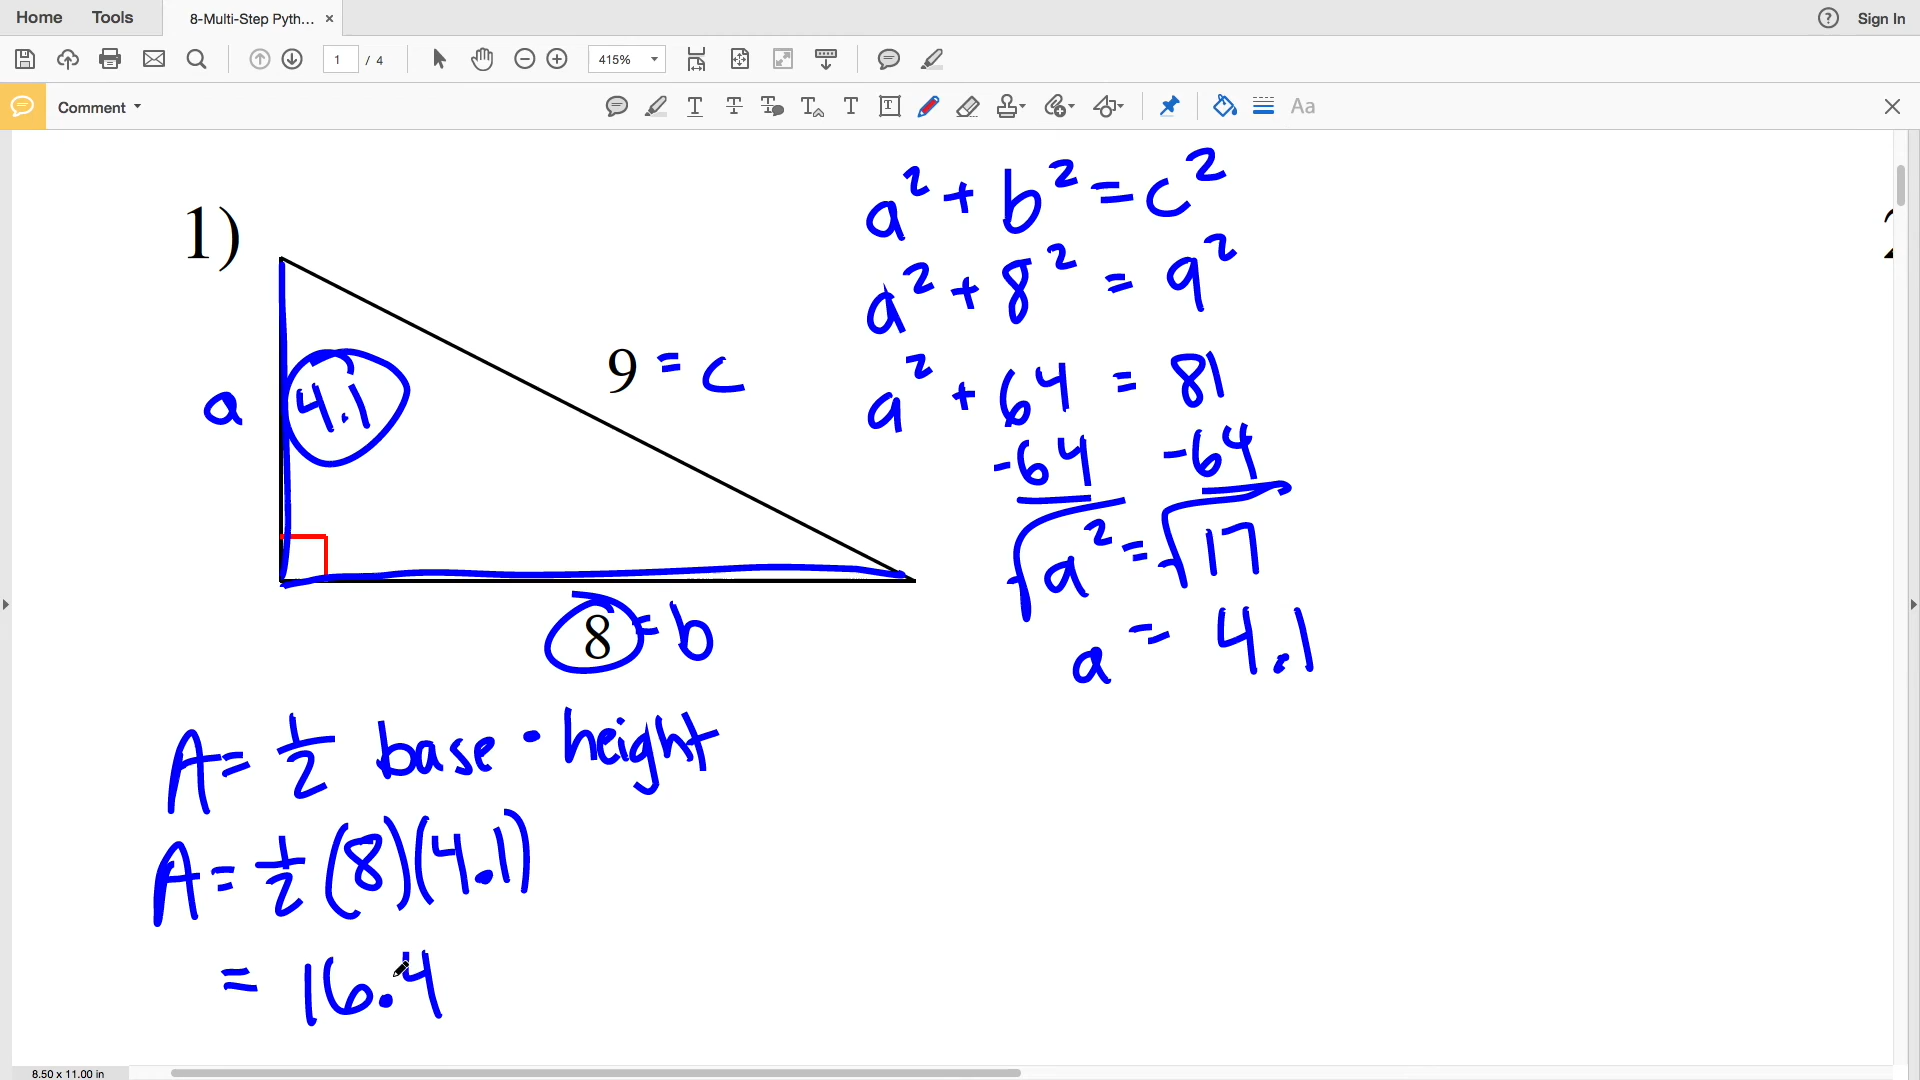 Home Tools 8-Multi-Step Pyth... × ? Sign In
1 / 4 415%
Comment T T T T T T Aa
1)
a² + b² = c²
a² + 8² = 9²
9 = c
a² + 64 = 81
a 4.1
-64 -64
√a² = √17
8 = b
a = 4.1
A = 1/2 base · height
A = 1/2 (8)(4.1)
= 16.4
8.50 x 11.00 in